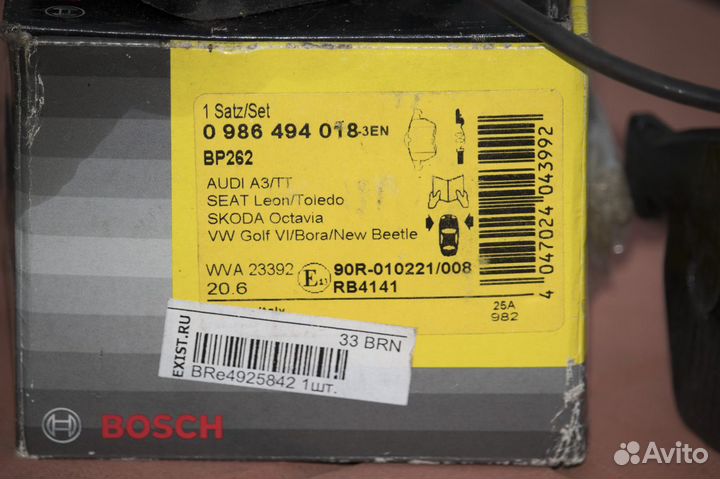 BOSCH
1 Satz/Set
0 986 494 018-3EN
BP262
AUDI A3/TT
SEAT Leon/Toledo
SKODA Octavia
VW Golf VI/Bora/New Beetle
WVA 23392
20.6
E
90R-010221/008
RB4141
25A
982
4 047024 043992
EXIST.RU
33 BRN
BRe4925842 1шт.
BOSCH
Avito